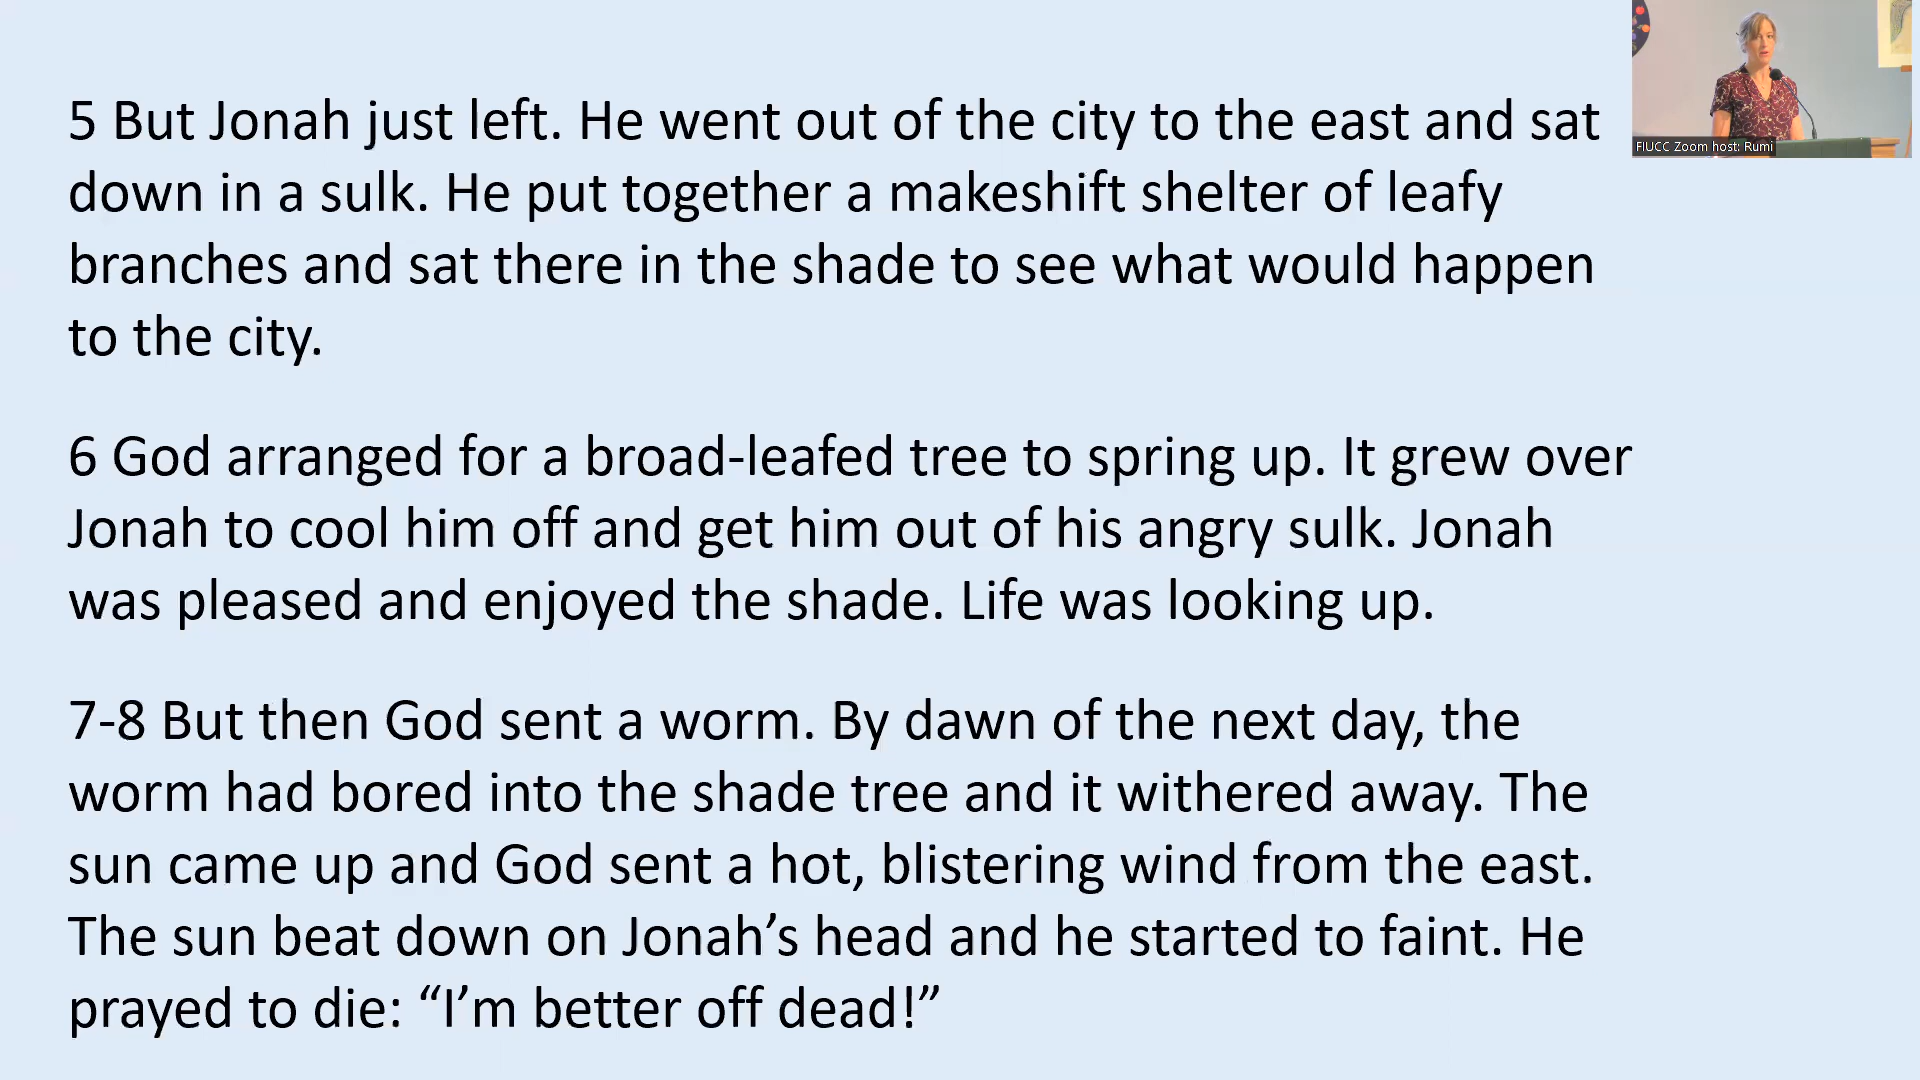 5 But Jonah just left. He went out of the city to the east and sat
down in a sulk. He put together a makeshift shelter of leafy
branches and sat there in the shade to see what would happen
to the city.
6 God arranged for a broad-leafed tree to spring up. It grew over
Jonah to cool him off and get him out of his angry sulk. Jonah
was pleased and enjoyed the shade. Life was looking up.
7-8 But then God sent a worm. By dawn of the next day, the
worm had bored into the shade tree and it withered away. The
sun came up and God sent a hot, blistering wind from the east.
The sun beat down on Jonah’s head and he started to faint. He
prayed to die: “I’m better off dead!”
FIUCC Zoom host: Rumi